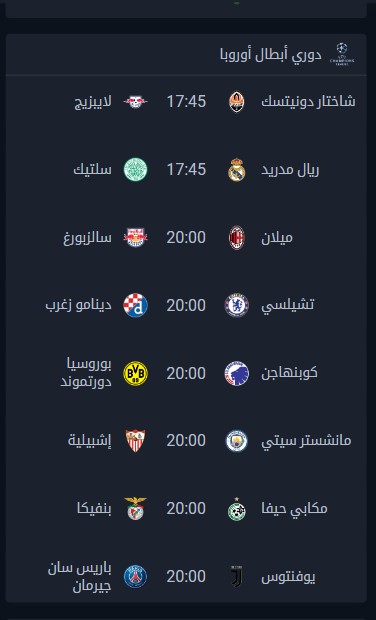 دوري أبطال أوروبا
شاختار دونيتسك 17:45 لايبزيج
ريال مدريد 17:45 سلتيك
ميلان 20:00 سالزبورغ
تشيلسي 20:00 دينامو زغرب
كوبنهاجن 20:00 بوروسيا
دورتموند
مانشستر سيتي 20:00 إشبيلية
مكابي حيفا 20:00 بنفيكا
يوفنتوس 20:00 باريس سان
جيرمان